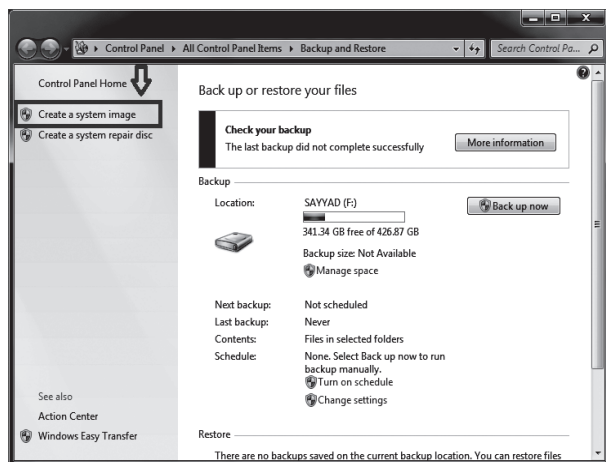 Control Panel ▸ All Control Panel Items ▸ Backup and Restore
Search Control Pa...
Control Panel Home
Create a system image
Create a system repair disc
See also
Action Center
Windows Easy Transfer
Back up or restore your files
Check your backup
The last backup did not complete successfully
More information
Backup
Location:
SAYYAD (F:)
Back up now
341.34 GB free of 426.87 GB
Backup size: Not Available
Manage space
Next backup: Not scheduled
Last backup: Never
Contents: Files in selected folders
Schedule: None. Select Back up now to run
backup manually.
Turn on schedule
Change settings
Restore
There are no backups saved on the current backup location. You can restore files